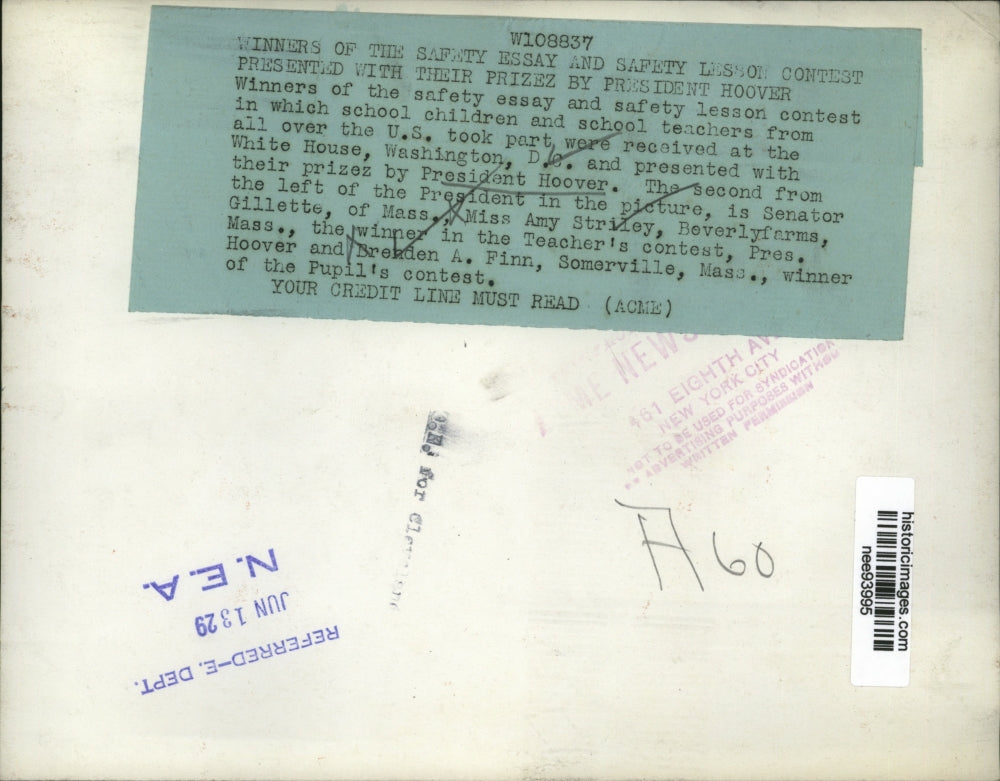 W108837
WINNERS OF THE SAFETY ESSAY AND SAFETY LESSON CONTEST
PRESENTED WITH THEIR PRIZEZ BY PRESIDENT HOOVER
Winners of the safety essay and safety lesson contest
in which school children and school teachers from
all over the U.S. took part were received at the
White House, Washington, D.C. and presented with
their prizez by President Hoover. The second from
the left of the President in the picture, is Senator
Gillette, of Mass., Miss Amy Striley, Beverlyfarms,
Mass., the winner in the Teacher's contest, Pres.
Hoover and Brenden A. Finn, Somerville, Mass., winner
of the Pupil's contest.
YOUR CREDIT LINE MUST READ (ACME)
ME NEWS
461 EIGHTH AV
NEW YORK CITY
NOT TO BE USED FOR SYNDICATION
OR ADVERTISING PURPOSES WITHOUT
WRITTEN PERMISSION
for
A 60
N.E.A.
JUN 13 29
REFERRED-E. DEPT.
historicimages.com
nee93995